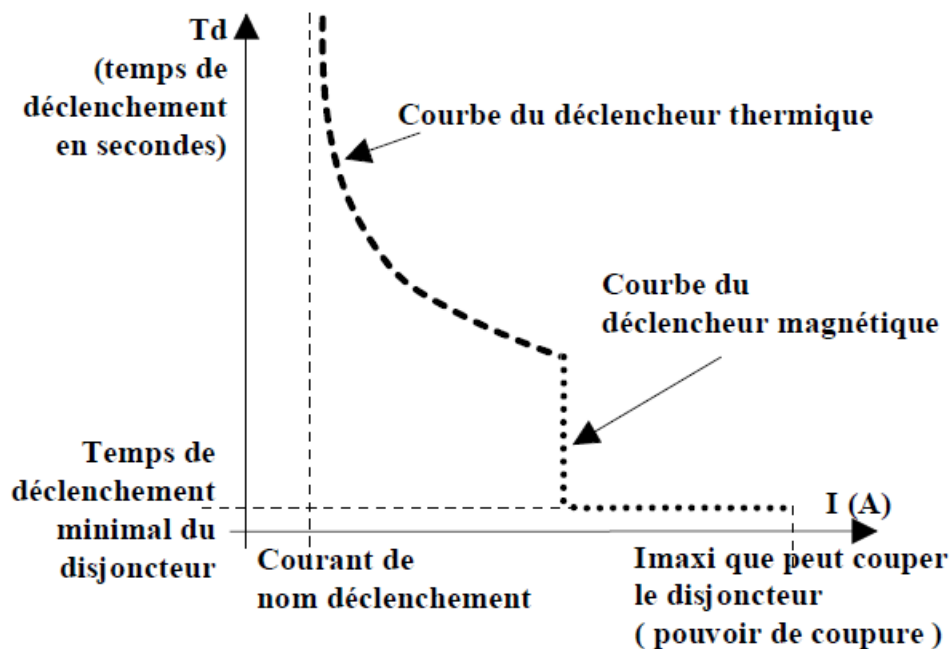 Td
(temps de
déclenchement
en secondes)
Courbe du déclencheur thermique
Courbe du
déclencheur magnétique
Temps de
déclenchement
minimal du
disjoncteur
I (A)
Courant de
nom déclenchement
Imaxi que peut couper
le disjoncteur
( pouvoir de coupure )